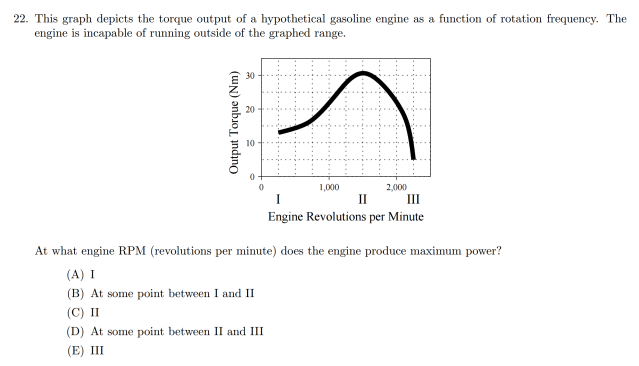 22. This graph depicts the torque output of a hypothetical gasoline engine as a function of rotation frequency. The
engine is incapable of running outside of the graphed range.
Output Torque (Nm)
30
20
10
0
0 1,000 2,000
I II III
Engine Revolutions per Minute
At what engine RPM (revolutions per minute) does the engine produce maximum power?
(A) I
(B) At some point between I and II
(C) II
(D) At some point between II and III
(E) III